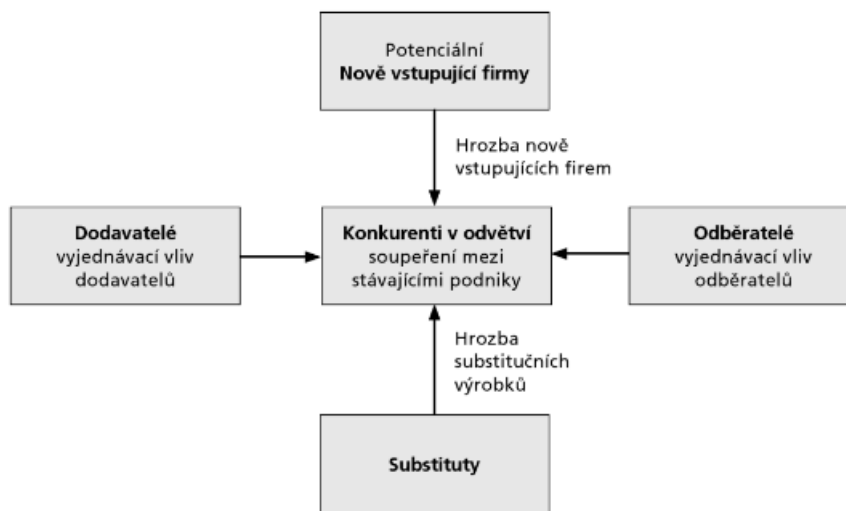 Potenciální
Nově vstupující firmy
Hrozba nově
vstupujících firem
Dodavatelé
vyjednávací vliv
dodavatelů
Konkurenti v odvětví
soupeření mezi
stávajícími podniky
Odběratelé
vyjednávací vliv
odběratelů
Hrozba
substitučních
výrobků
Substituty